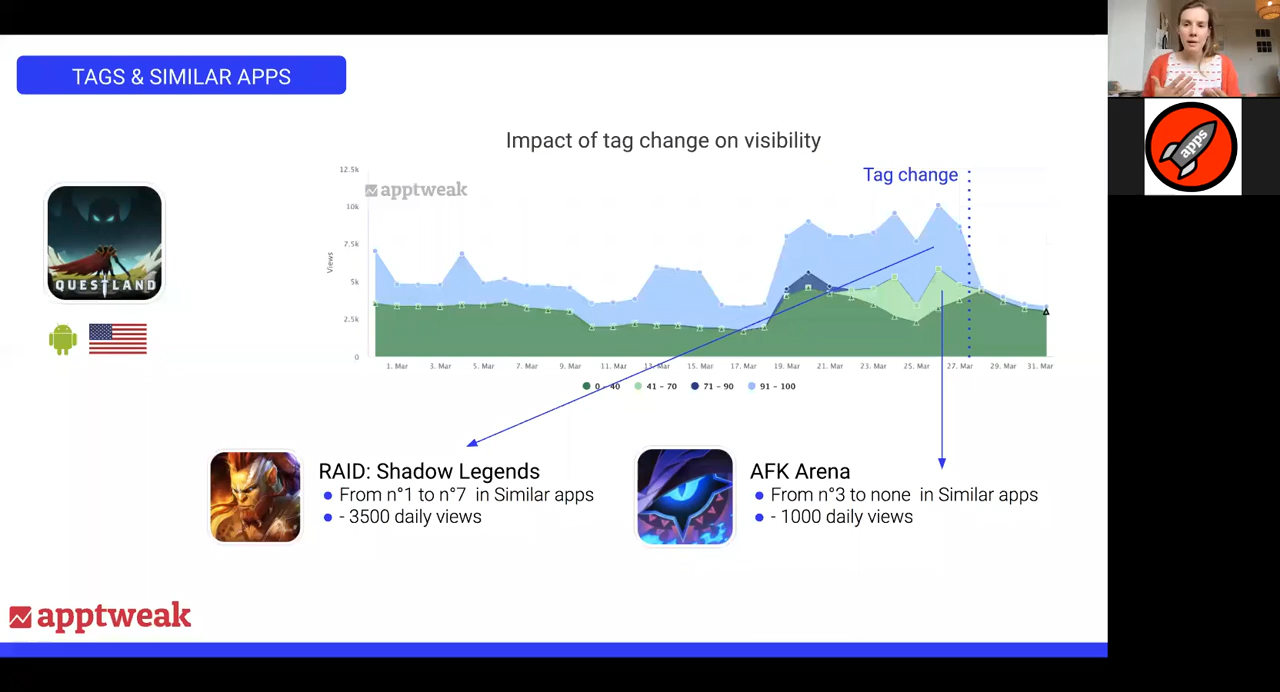 TAGS & SIMILAR APPS
Impact of tag change on visibility
12.5k
10k
7.5k
5k
2.5k
0
Views
apptweak
Tag change
1. Mar
3. Mar
5. Mar
7. Mar
9. Mar
11. Mar
13. Mar
15. Mar
17. Mar
19. Mar
21. Mar
23. Mar
25. Mar
27. Mar
29. Mar
31. Mar
0 - 40
41 - 70
71 - 90
91 - 100
QUESTLAND
RAID: Shadow Legends
From n°1 to n°7 in Similar apps
- 3500 daily views
AFK Arena
From n°3 to none in Similar apps
- 1000 daily views
apptweak
apps